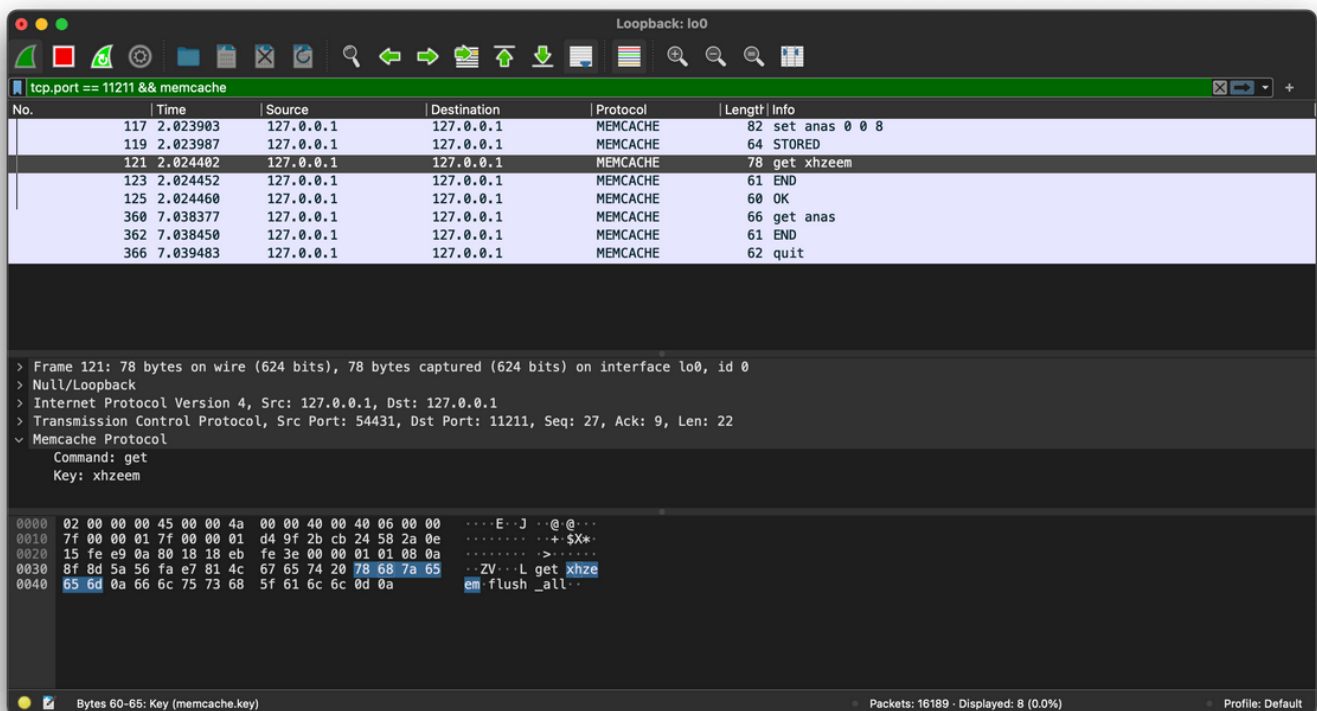 Loopback: lo0
tcp.port == 11211 && memcache
No. Time Source Destination Protocol Length Info
117 2.023903 127.0.0.1 127.0.0.1 MEMCACHE 82 set anas 0 0 8
119 2.023987 127.0.0.1 127.0.0.1 MEMCACHE 64 STORED
121 2.024402 127.0.0.1 127.0.0.1 MEMCACHE 78 get xhzeem
123 2.024452 127.0.0.1 127.0.0.1 MEMCACHE 61 END
125 2.024460 127.0.0.1 127.0.0.1 MEMCACHE 60 OK
360 7.038377 127.0.0.1 127.0.0.1 MEMCACHE 66 get anas
362 7.038450 127.0.0.1 127.0.0.1 MEMCACHE 61 END
366 7.039483 127.0.0.1 127.0.0.1 MEMCACHE 62 quit
> Frame 121: 78 bytes on wire (624 bits), 78 bytes captured (624 bits) on interface lo0, id 0
> Null/Loopback
> Internet Protocol Version 4, Src: 127.0.0.1, Dst: 127.0.0.1
> Transmission Control Protocol, Src Port: 54431, Dst Port: 11211, Seq: 27, Ack: 9, Len: 22
Memcache Protocol
Command: get
Key: xhzeem
0000 02 00 00 00 45 00 00 4a 00 00 40 00 40 06 00 00 ····E··J ··@·@···
0010 7f 00 00 01 7f 00 00 01 d4 9f 2b cb 24 58 2a 0e ········ ··+·$X*·
0020 15 fe e9 0a 80 18 18 eb fe 3e 00 00 01 01 08 0a ········ ·>······
0030 8f 8d 5a 56 fa e7 81 4c 67 65 74 20 78 68 7a 65 ··ZV···L get xhze
0040 65 6d 0a 66 6c 75 73 68 5f 61 6c 6c 0d 0a em·flush _all··
Bytes 60-65: Key (memcache.key) Packets: 16189 · Displayed: 8 (0.0%) Profile: Default